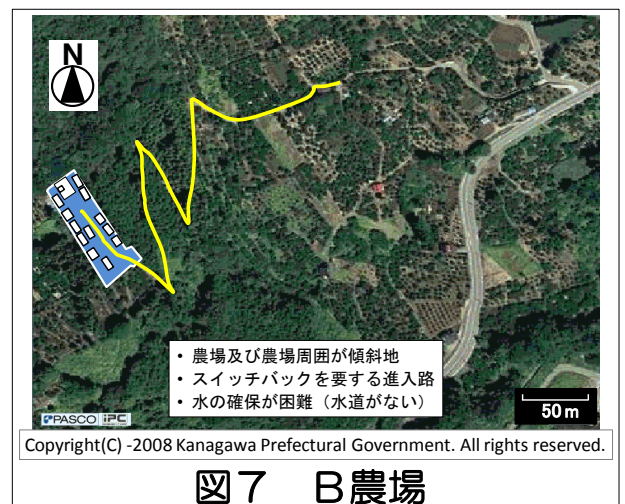 N
・ 農場及び農場周囲が傾斜地
・ スイッチバックを要する進入路
・ 水の確保が困難（水道がない）
PASCO iPC
50m
Copyright(C) -2008 Kanagawa Prefectural Government. All rights reserved.
図７　Ｂ農場